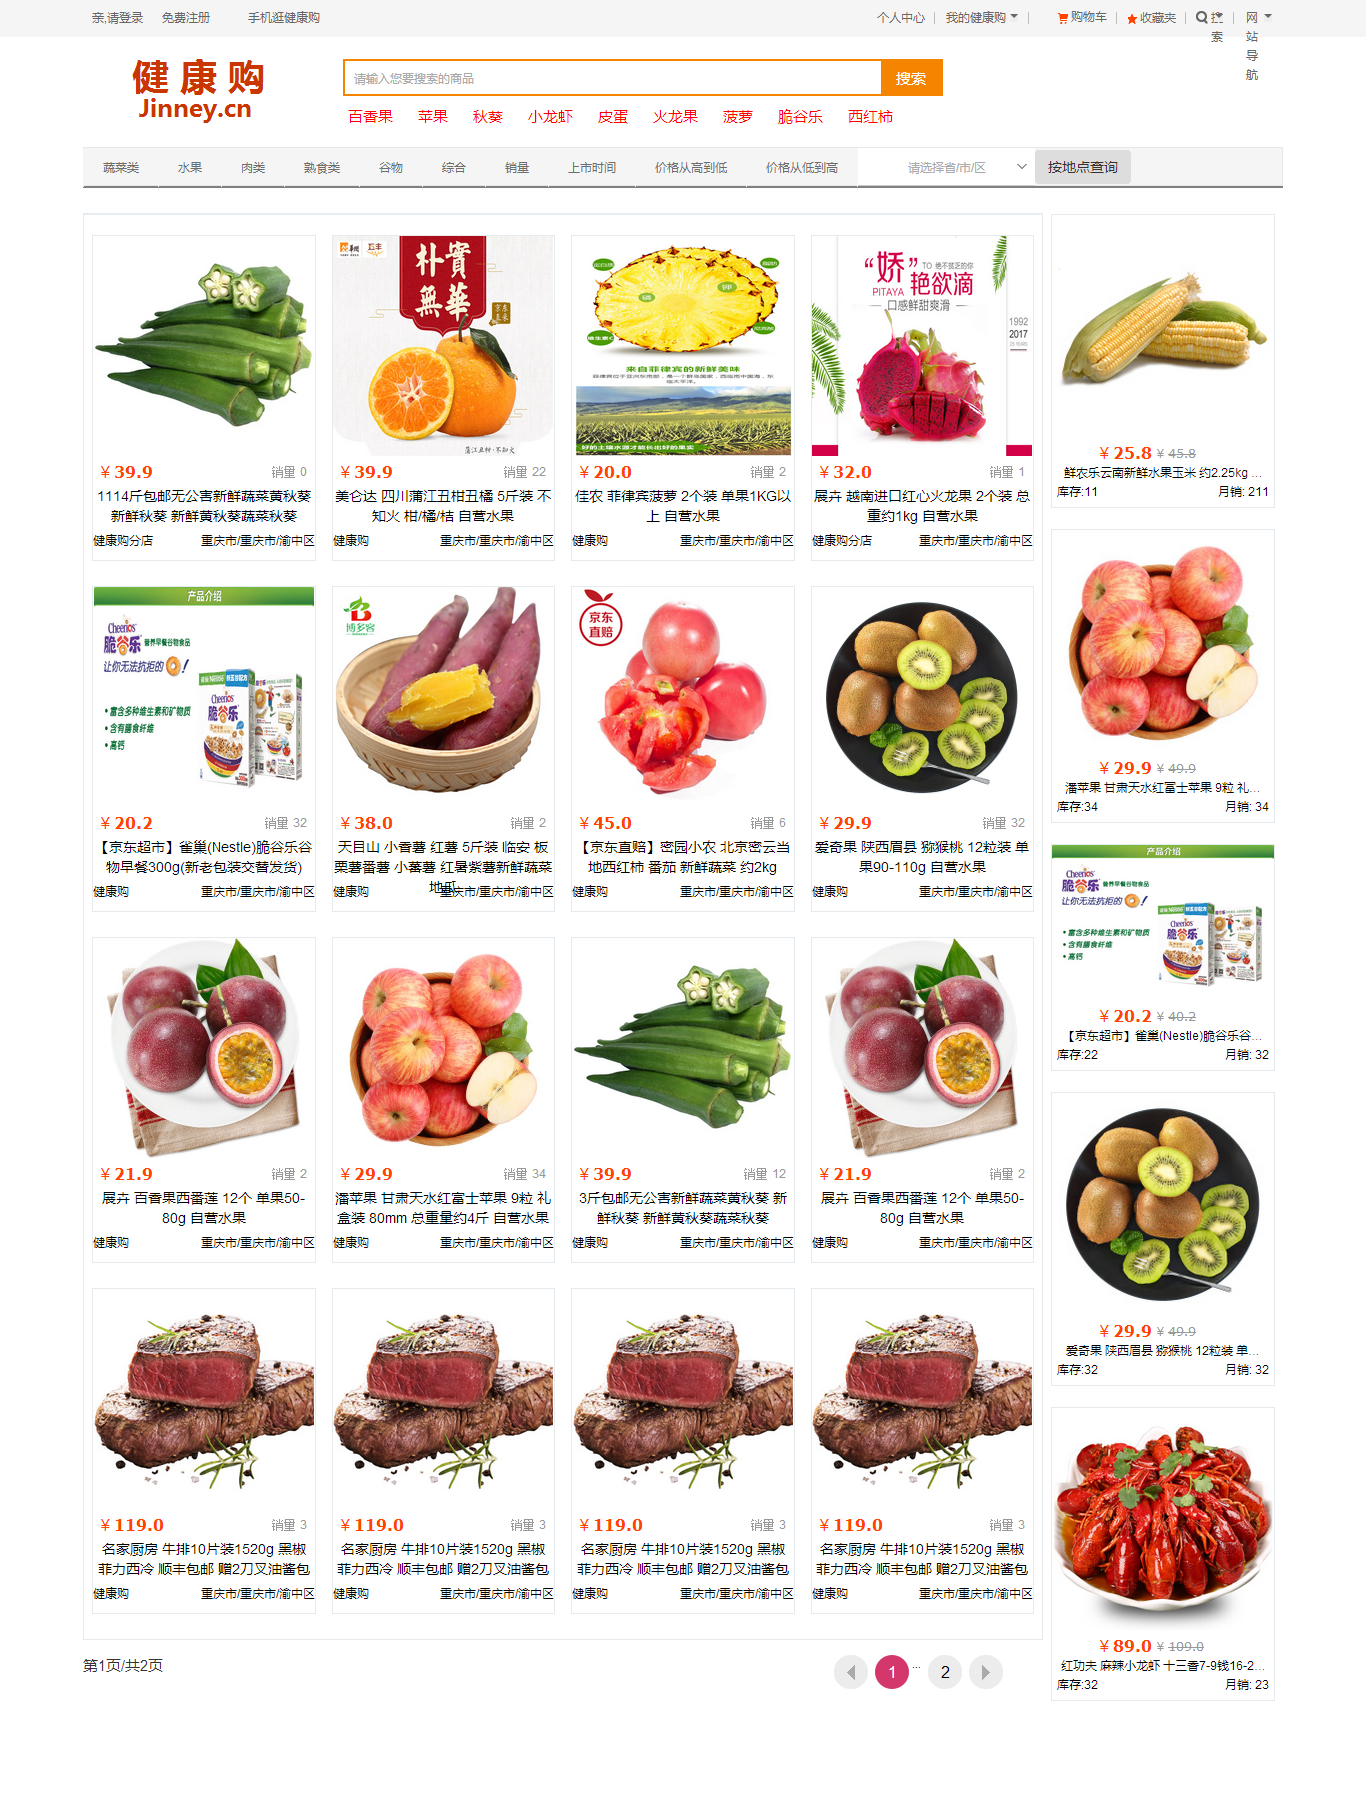 亲,请登录 免费注册 手机逛健康购
个人中心 我的健康购 购物车 收藏夹 搜索 网站导航
健康购
Jinney.cn
请输入您要搜索的商品 搜索
百香果 苹果 秋葵 小龙虾 皮蛋 火龙果 菠萝 脆谷乐 西红柿
蔬菜类 水果 肉类 熟食类 谷物 综合 销量 上市时间 价格从高到低 价格从低到高 请选择省/市/区 按地点查询
¥39.9 销量 0
1114斤包邮无公害新鲜蔬菜黄秋葵
新鲜秋葵 新鲜黄秋葵蔬菜秋葵
健康购分店 重庆市/重庆市/渝中区
朴實無華
¥39.9 销量 22
美仑达 四川蒲江丑柑丑橘 5斤装 不
知火 柑/橘/桔 自营水果
健康购 重庆市/重庆市/渝中区
来自菲律宾的新鲜美味
好的土壤水源才能长出好的果实
¥20.0 销量 2
佳农 菲律宾菠萝 2个装 单果1KG以
上 自营水果
健康购 重庆市/重庆市/渝中区
“娇” TO 绝不贫乏的你
PITAYA 艳欲滴
口感鲜甜爽滑
1992
2017
¥32.0 销量 1
展卉 越南进口红心火龙果 2个装 总
重约1kg 自营水果
健康购分店 重庆市/重庆市/渝中区
产品介绍
Cheerios
脆谷乐 营养早餐谷物食品
让你无法抗拒的!
• 富含多种维生素和矿物质
• 含有膳食纤维
• 高钙
¥20.2 销量 32
【京东超市】雀巢(Nestle)脆谷乐谷
物早餐300g(新老包装交替发货)
健康购 重庆市/重庆市/渝中区
博多客
¥38.0 销量 2
天目山 小香薯 红薯 5斤装 临安 板
栗薯番薯 小蕃薯 红暑紫薯新鲜蔬菜
地瓜
健康购 重庆市/重庆市/渝中区
京东
直赔
¥45.0 销量 6
【京东直赔】密园小农 北京密云当
地西红柿 番茄 新鲜蔬菜 约2kg
健康购 重庆市/重庆市/渝中区
¥29.9 销量 32
爱奇果 陕西眉县 猕猴桃 12粒装 单
果90-110g 自营水果
健康购 重庆市/重庆市/渝中区
¥21.9 销量 2
展卉 百香果西番莲 12个 单果50-
80g 自营水果
健康购 重庆市/重庆市/渝中区
¥29.9 销量 34
潘苹果 甘肃天水红富士苹果 9粒 礼
盒装 80mm 总重量约4斤 自营水果
健康购 重庆市/重庆市/渝中区
¥39.9 销量 12
3斤包邮无公害新鲜蔬菜黄秋葵 新
鲜秋葵 新鲜黄秋葵蔬菜秋葵
健康购 重庆市/重庆市/渝中区
¥21.9 销量 2
展卉 百香果西番莲 12个 单果50-
80g 自营水果
健康购 重庆市/重庆市/渝中区
¥119.0 销量 3
名家厨房 牛排10片装1520g 黑椒
菲力西冷 顺丰包邮 赠2刀叉油酱包
健康购 重庆市/重庆市/渝中区
¥119.0 销量 3
名家厨房 牛排10片装1520g 黑椒
菲力西冷 顺丰包邮 赠2刀叉油酱包
健康购 重庆市/重庆市/渝中区
¥119.0 销量 3
名家厨房 牛排10片装1520g 黑椒
菲力西冷 顺丰包邮 赠2刀叉油酱包
健康购 重庆市/重庆市/渝中区
¥119.0 销量 3
名家厨房 牛排10片装1520g 黑椒
菲力西冷 顺丰包邮 赠2刀叉油酱包
健康购 重庆市/重庆市/渝中区
第1页/共2页 1 ... 2
¥25.8 ¥45.8
鲜农乐云南新鲜水果玉米 约2.25kg ...
库存:11 月销: 211
¥29.9 ¥49.9
潘苹果 甘肃天水红富士苹果 9粒 礼...
库存:34 月销: 34
产品介绍
Cheerios
脆谷乐 营养早餐谷物食品
让你无法抗拒的!
• 富含多种维生素和矿物质
• 含有膳食纤维
• 高钙
¥20.2 ¥40.2
【京东超市】雀巢(Nestle)脆谷乐谷...
库存:22 月销: 32
¥29.9 ¥49.9
爱奇果 陕西眉县 猕猴桃 12粒装 单...
库存:32 月销: 32
¥89.0 ¥109.0
红功夫 麻辣小龙虾 十三香7-9钱16-2...
库存:32 月销: 23